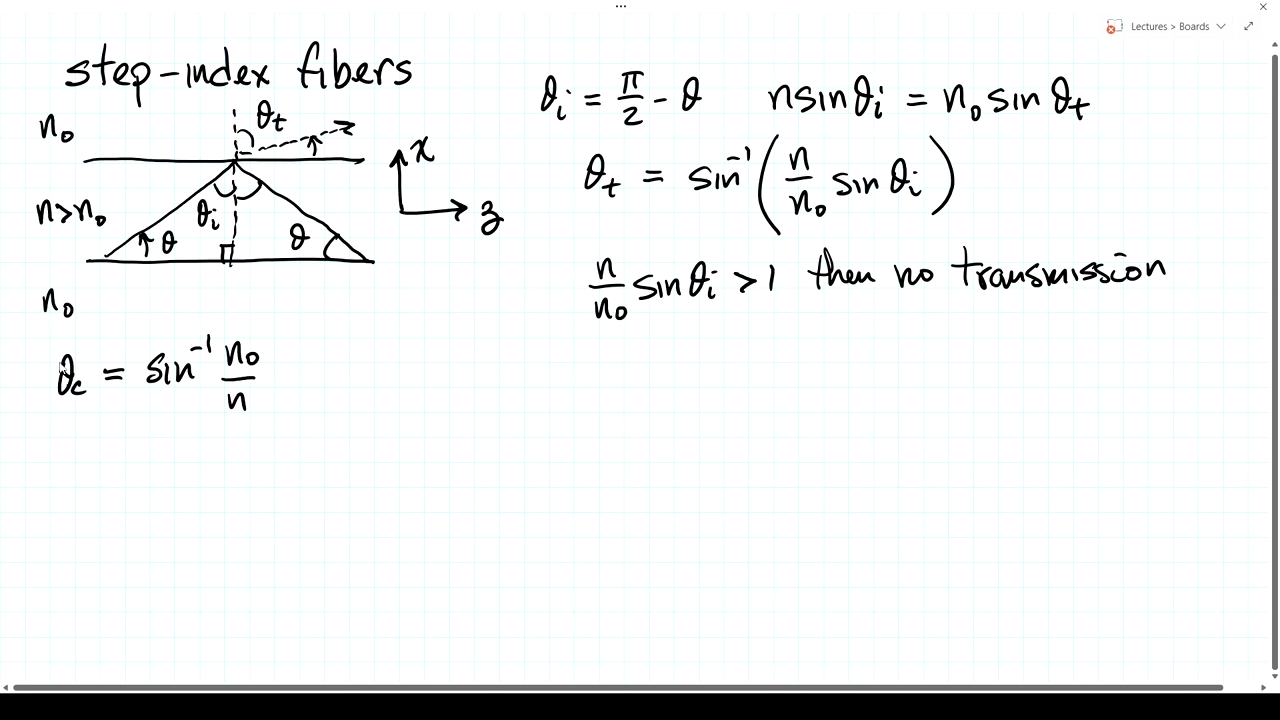 ...
Lectures > Boards
step-index fibers
θᵢ = π/2 - θ n sin θᵢ = n₀ sin θₜ
n₀
θₜ
x
θₜ = sin⁻¹(n/n₀ sin θᵢ)
n>n₀
θᵢ
z
θ
θ
n/n₀ sin θᵢ > 1 then no transmission
n₀
θ_c = sin⁻¹ n₀/n